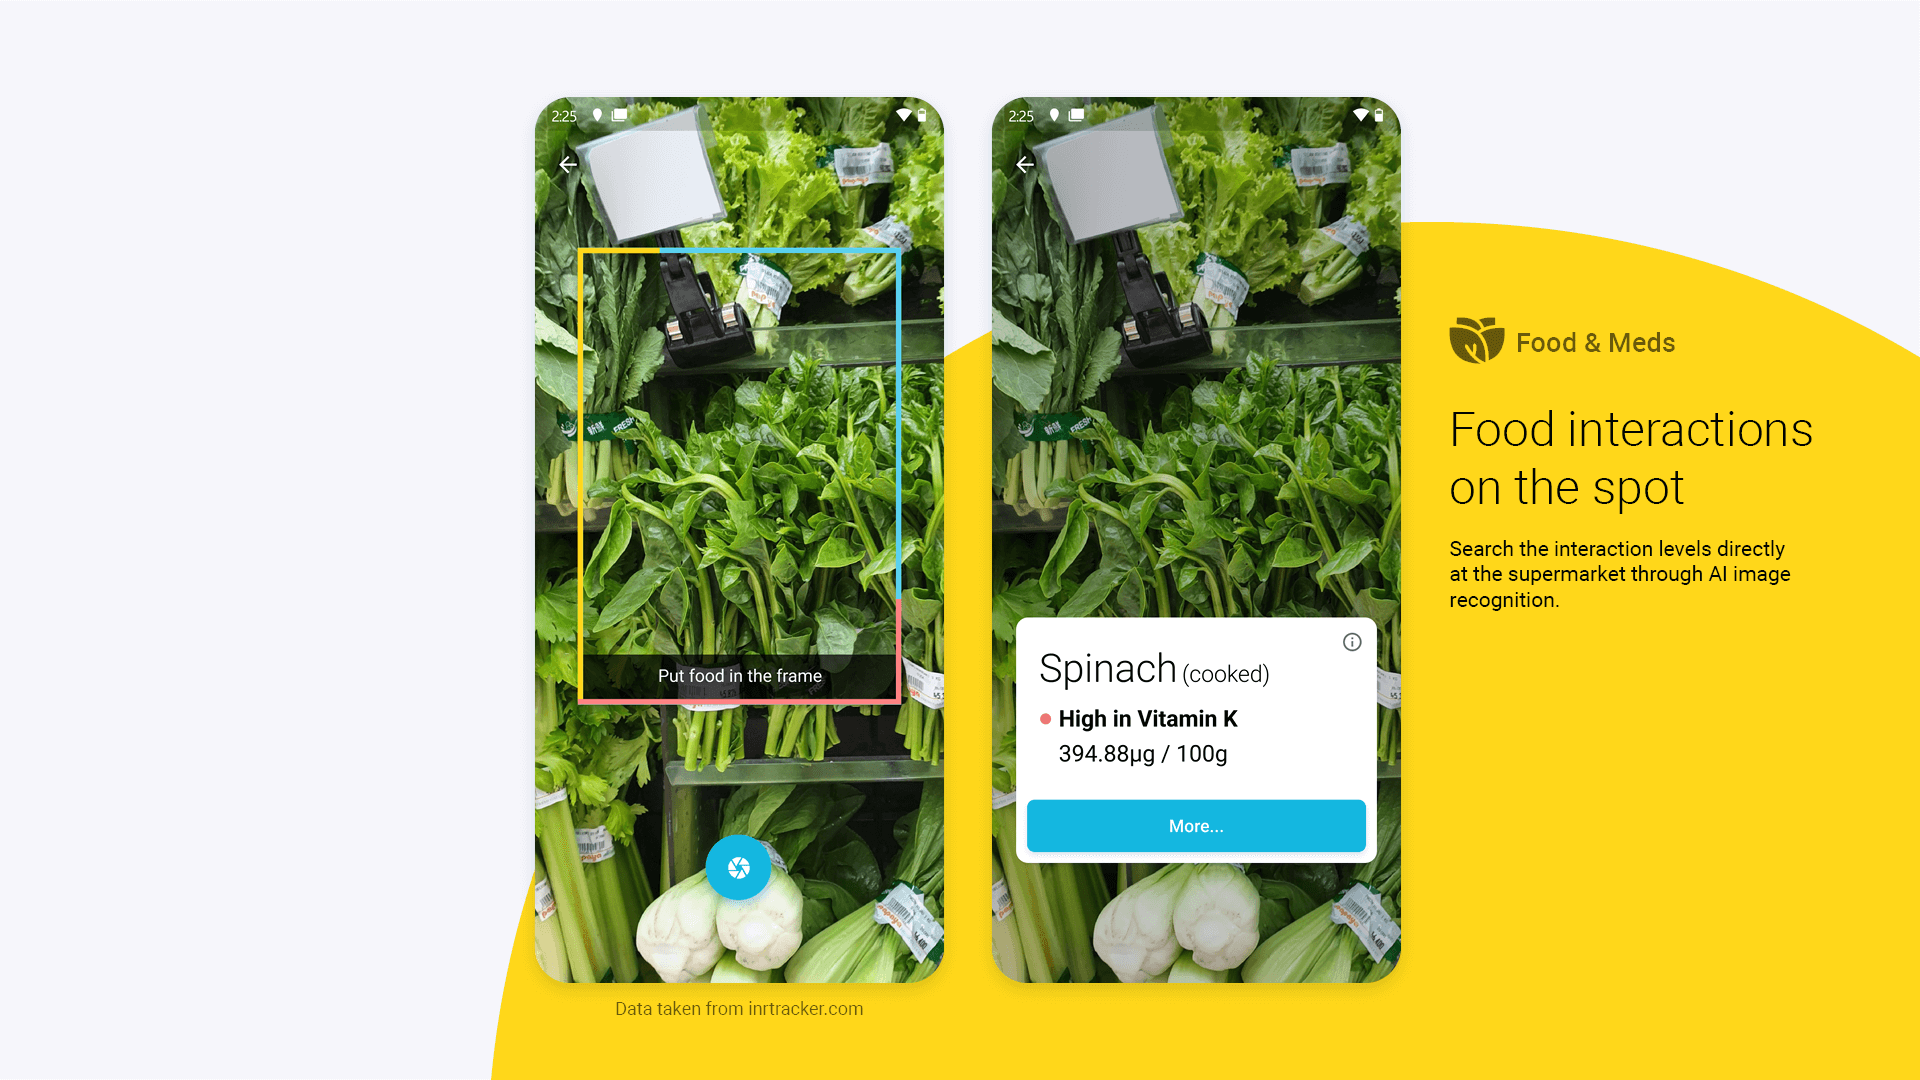 2:25
FRESH
Put food in the frame
Data taken from inrtracker.com
2:25
Spinach (cooked)
High in Vitamin K
394.88µg / 100g
More...
Food & Meds
Food interactions
on the spot
Search the interaction levels directly
at the supermarket through AI image
recognition.